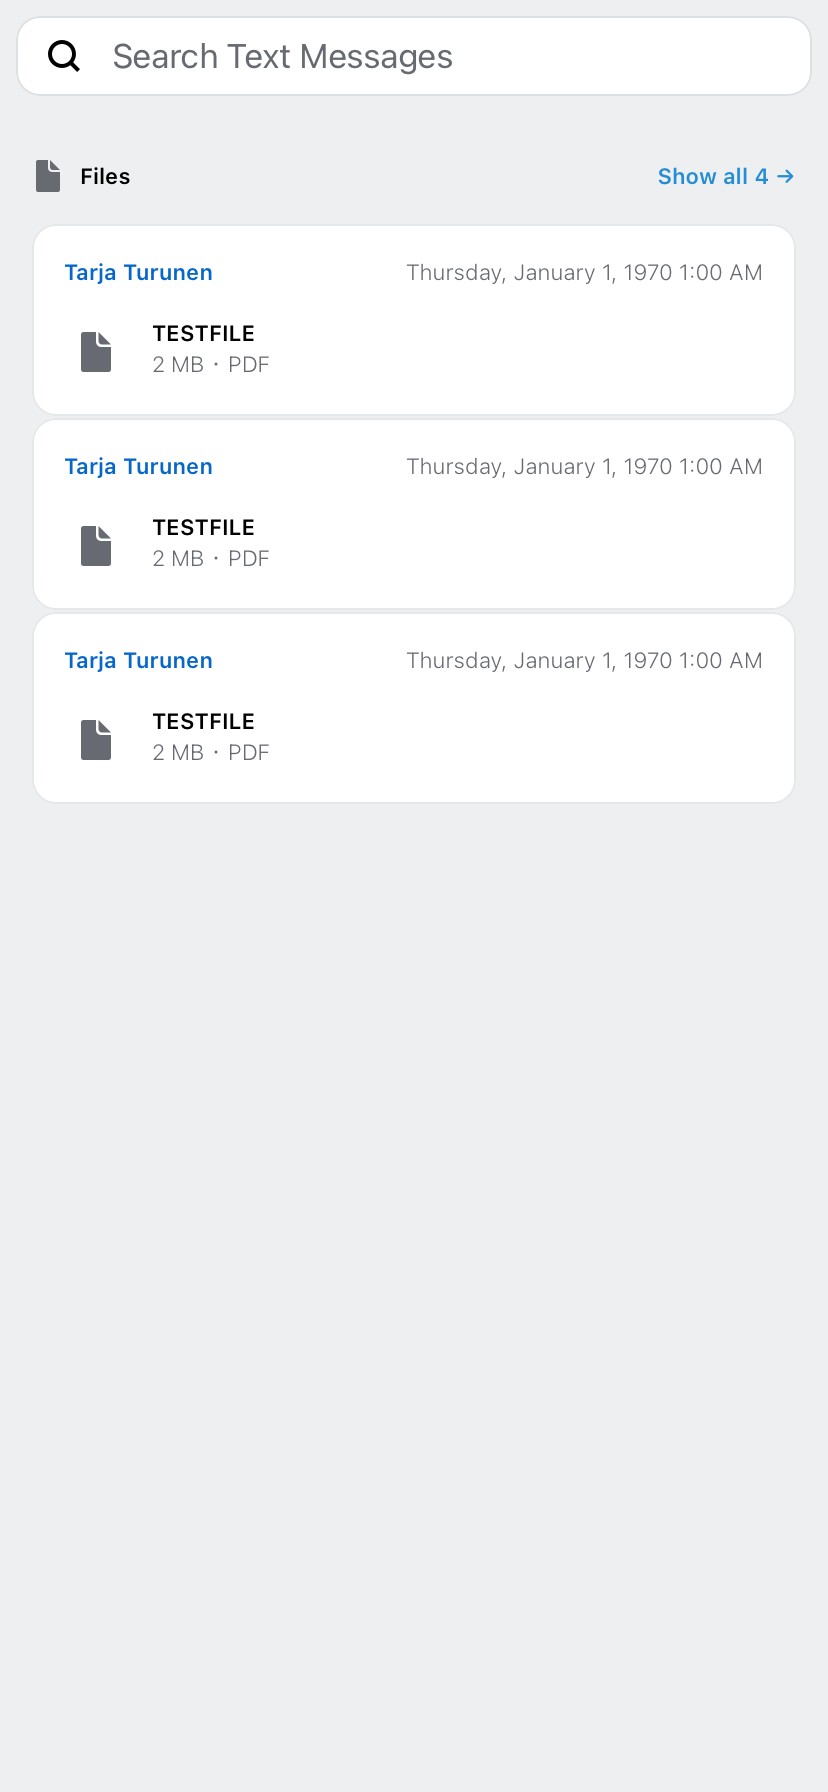 Search Text Messages
Files
Show all 4 →
Tarja Turunen
Thursday, January 1, 1970 1:00 AM
TESTFILE
2 MB · PDF
Tarja Turunen
Thursday, January 1, 1970 1:00 AM
TESTFILE
2 MB · PDF
Tarja Turunen
Thursday, January 1, 1970 1:00 AM
TESTFILE
2 MB · PDF